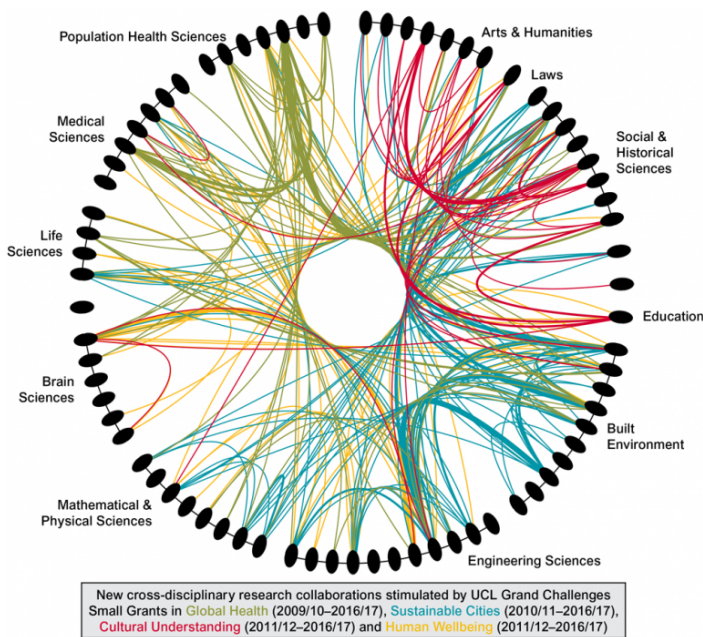 Population Health Sciences
Arts & Humanities
Laws
Medical
Sciences
Social &
Historical
Sciences
Life
Sciences
Education
Brain
Sciences
Built
Environment
Mathematical &
Physical Sciences
Engineering Sciences
New cross-disciplinary research collaborations stimulated by UCL Grand Challenges
Small Grants in Global Health (2009/10–2016/17), Sustainable Cities (2010/11–2016/17),
Cultural Understanding (2011/12–2016/17) and Human Wellbeing (2011/12–2016/17)